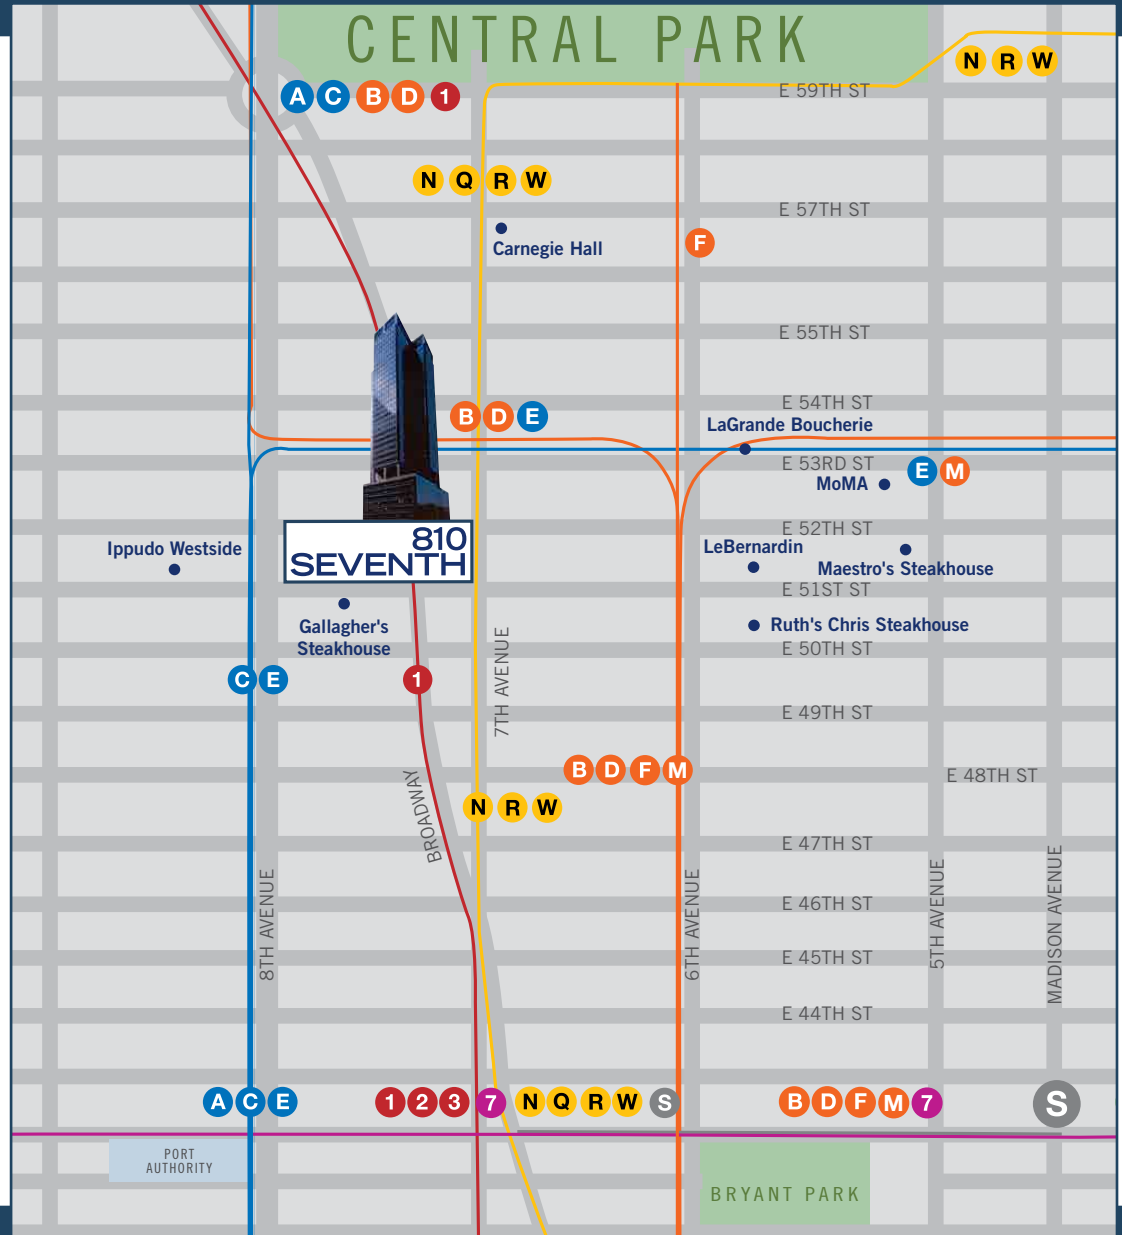 CENTRAL PARK
N R W
E 59TH ST
A C B D 1
N Q R W
E 57TH ST
Carnegie Hall
F
E 55TH ST
E 54TH ST
B D E
LaGrande Boucherie
E 53RD ST
E M
MoMA
E 52TH ST
810
SEVENTH
Ippudo Westside
LeBernardin
Maestro's Steakhouse
E 51ST ST
Gallagher's
Steakhouse
Ruth's Chris Steakhouse
E 50TH ST
C E
1
7TH AVENUE
E 49TH ST
B D F M
E 48TH ST
BROADWAY
N R W
E 47TH ST
8TH AVENUE
6TH AVENUE
5TH AVENUE
MADISON AVENUE
E 46TH ST
E 45TH ST
E 44TH ST
A C E
1 2 3 7 N Q R W S
B D F M 7
S
PORT
AUTHORITY
BRYANT PARK